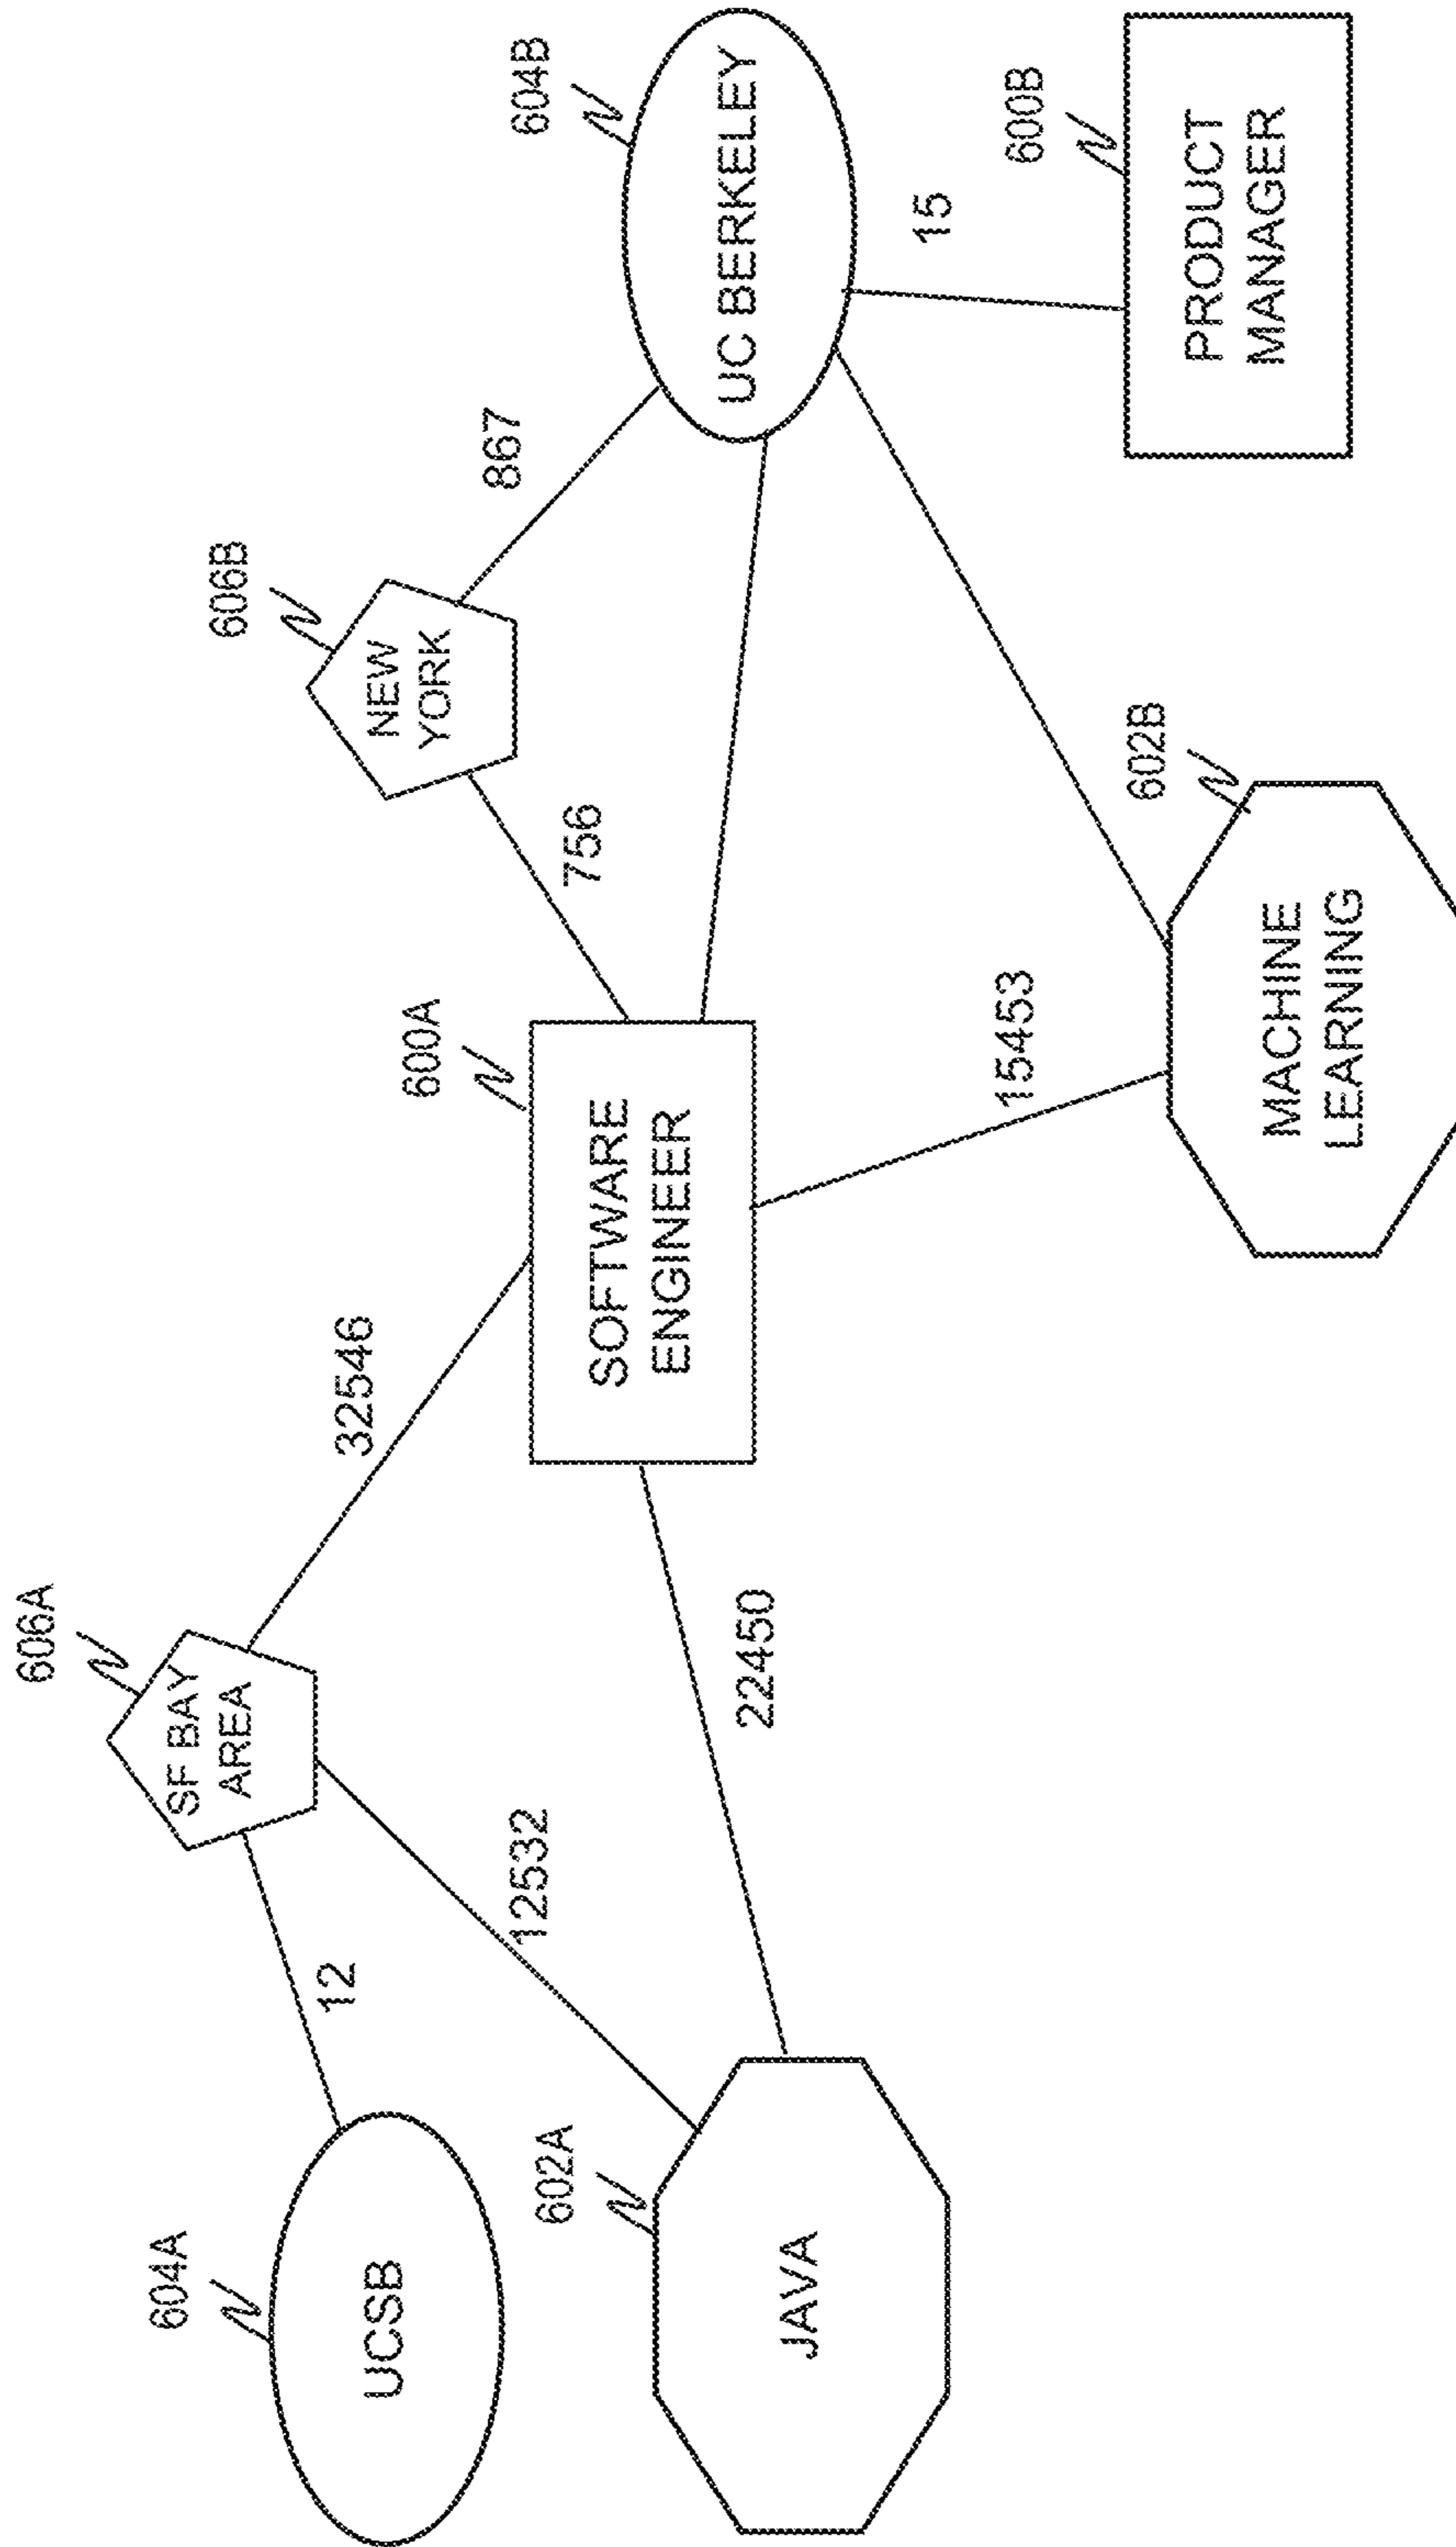 606A
606B
604A
SF BAY
AREA
32546
600A
NEW
YORK
867
604B
12
UCSB
602A
12532
SOFTWARE
ENGINEER
756
UC BERKELEY
22450
JAVA
15453
602B
15
600B
MACHINE
LEARNING
PRODUCT
MANAGER